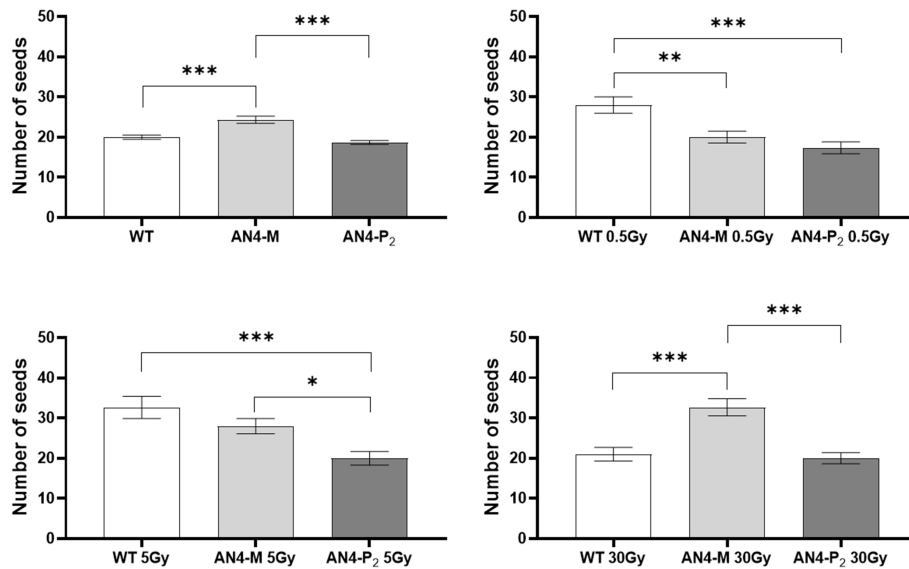 Number of seeds
50
40
30
20
10
0
***
***
WT
AN4-M
AN4-P₂
Number of seeds
50
40
30
20
10
0
***
**
WT 0.5Gy
AN4-M 0.5Gy
AN4-P₂ 0.5Gy
Number of seeds
50
40
30
20
10
0
***
*
WT 5Gy
AN4-M 5Gy
AN4-P₂ 5Gy
Number of seeds
50
40
30
20
10
0
***
***
WT 30Gy
AN4-M 30Gy
AN4-P₂ 30Gy